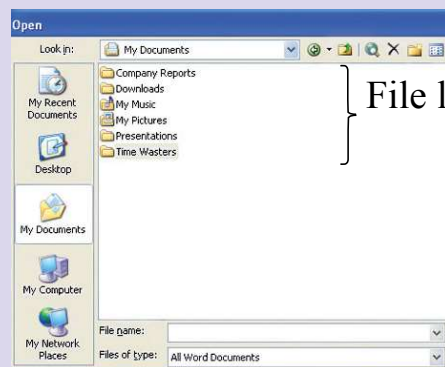 Open
Look in:
My Documents
My Recent
Documents
Desktop
My Documents
My Computer
My Network
Places
Company Reports
Downloads
My Music
My Pictures
Presentations
Time Wasters
File
File name:
Files of type:
All Word Documents